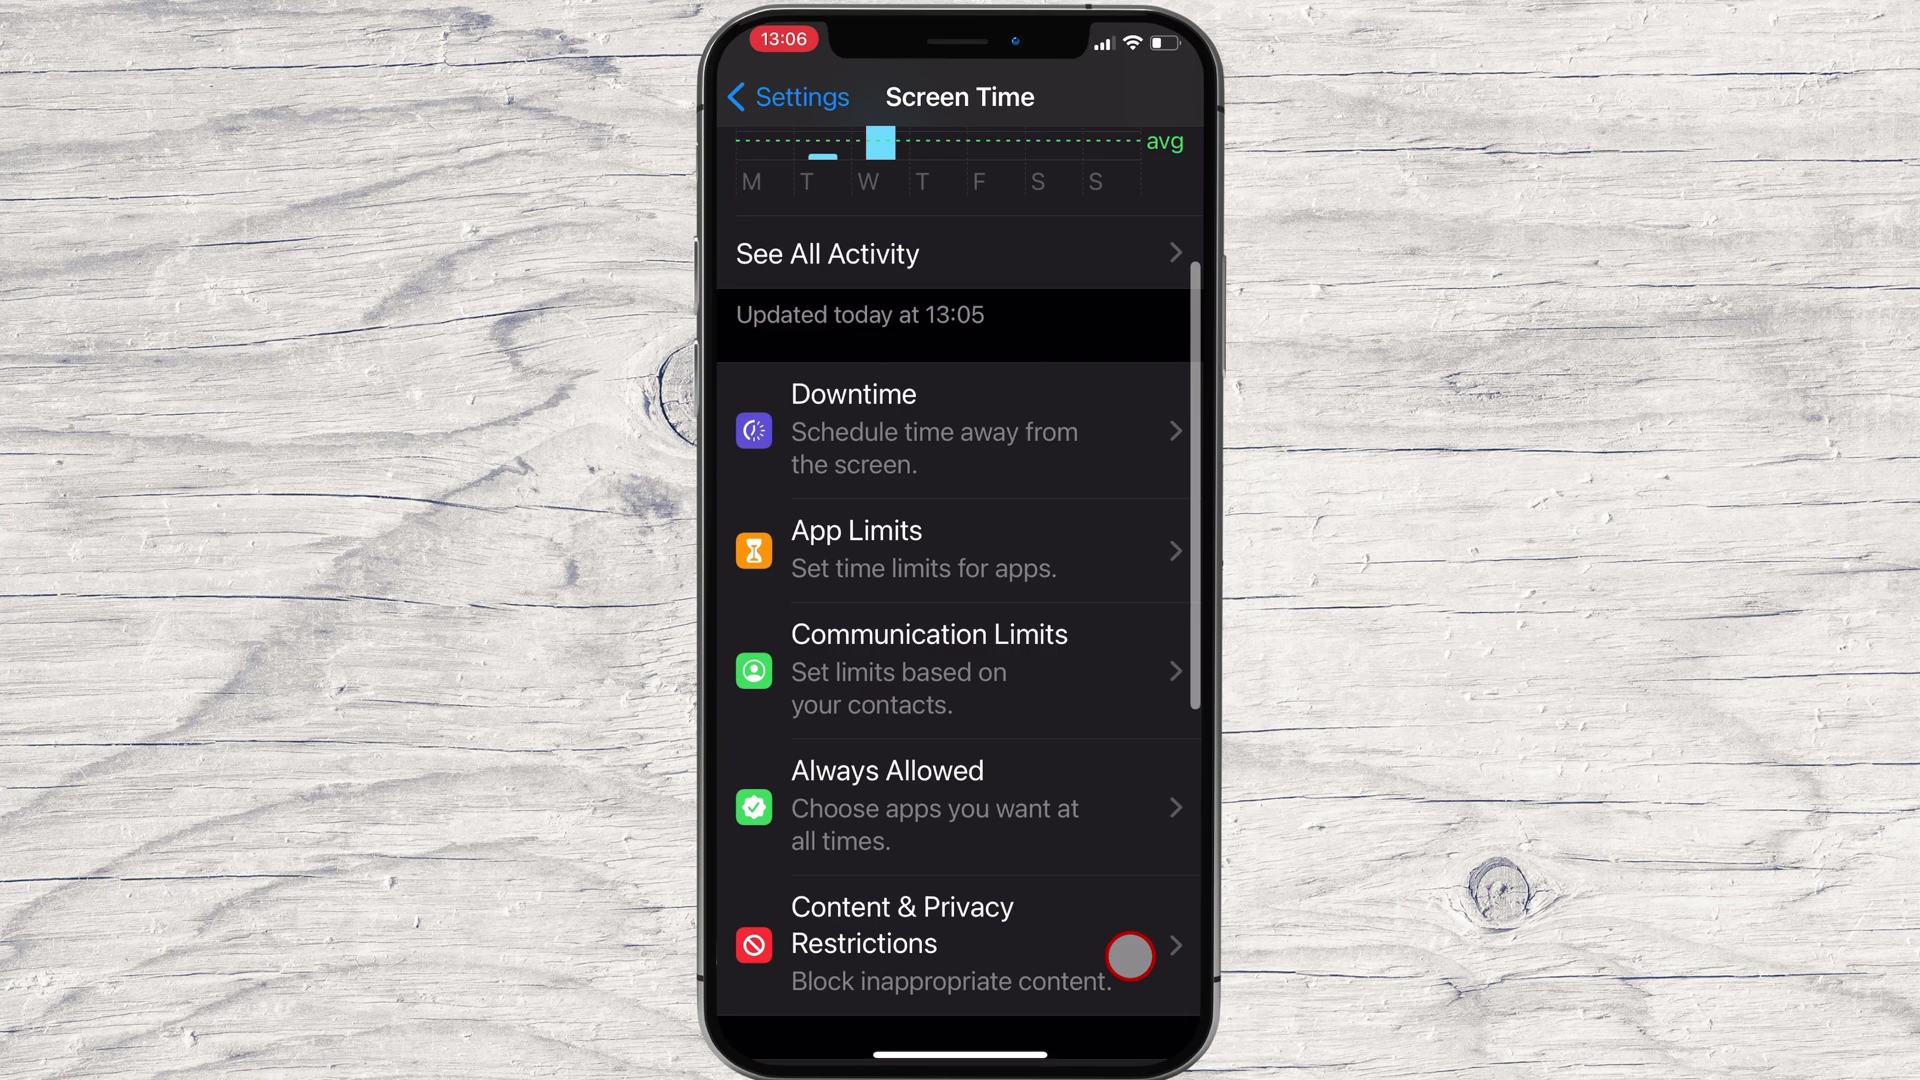 13:06
Settings
Screen Time
avg
M T W T F S S
See All Activity
Updated today at 13:05
Downtime
Schedule time away from
the screen.
App Limits
Set time limits for apps.
Communication Limits
Set limits based on
your contacts.
Always Allowed
Choose apps you want at
all times.
Content & Privacy
Restrictions
Block inappropriate content.